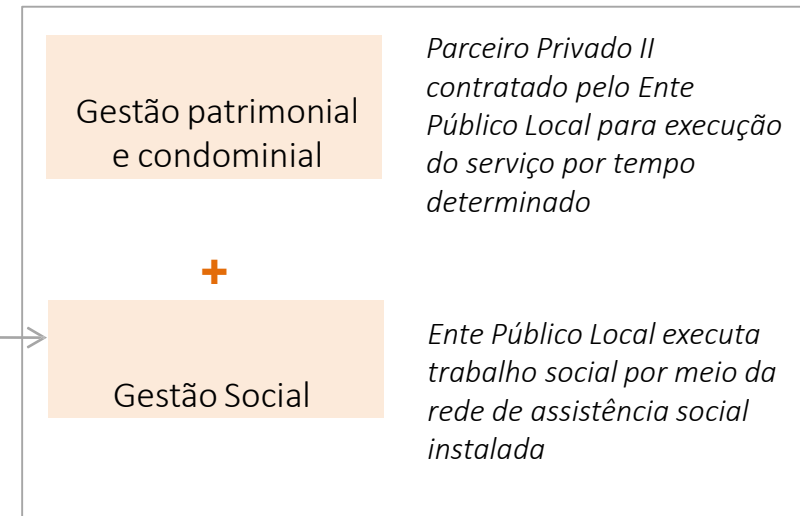 Gestão patrimonial
e condominial
Parceiro Privado II
contratado pelo Ente
Público Local para execução
do serviço por tempo
determinado
+
Gestão Social
Ente Público Local executa
trabalho social por meio da
rede de assistência social
instalada